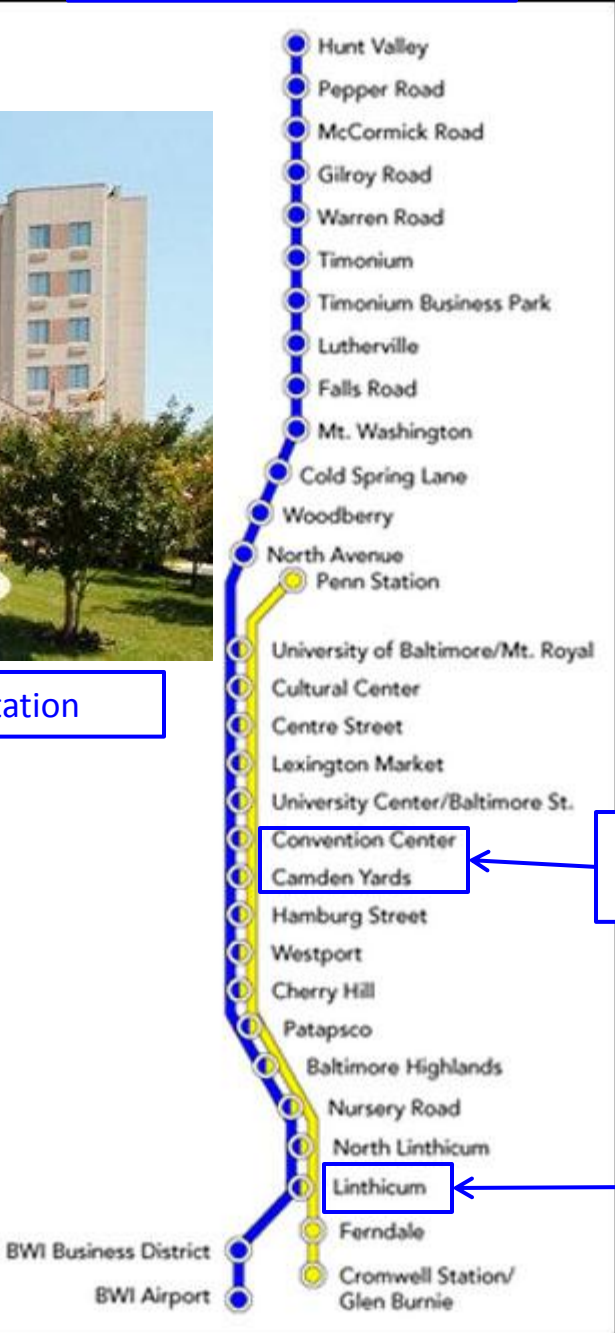 Hunt Valley
Pepper Road
McCormick Road
Gilroy Road
Warren Road
Timonium
Timonium Business Park
Lutherville
Falls Road
Mt. Washington
Cold Spring Lane
Woodberry
North Avenue
Penn Station
University of Baltimore/Mt. Royal
Cultural Center
Centre Street
Lexington Market
University Center/Baltimore St.
Convention Center
Camden Yards
Hamburg Street
Westport
Cherry Hill
Patapsco
Baltimore Highlands
Nursery Road
North Linthicum
Linthicum
Ferndale
BWI Business District
Cromwell Station/
Glen Burnie
BWI Airport